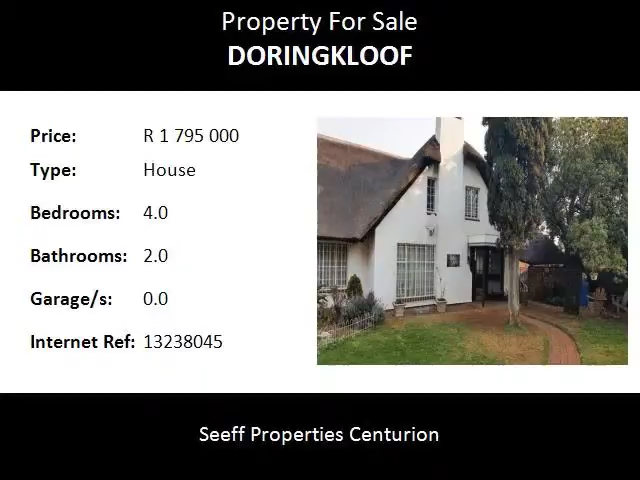 Property For Sale
DORINGKLOOF
Price: R 1 795 000
Type: House
Bedrooms: 4.0
Bathrooms: 2.0
Garage/s: 0.0
Internet Ref: 13238045
Seeff Properties Centurion